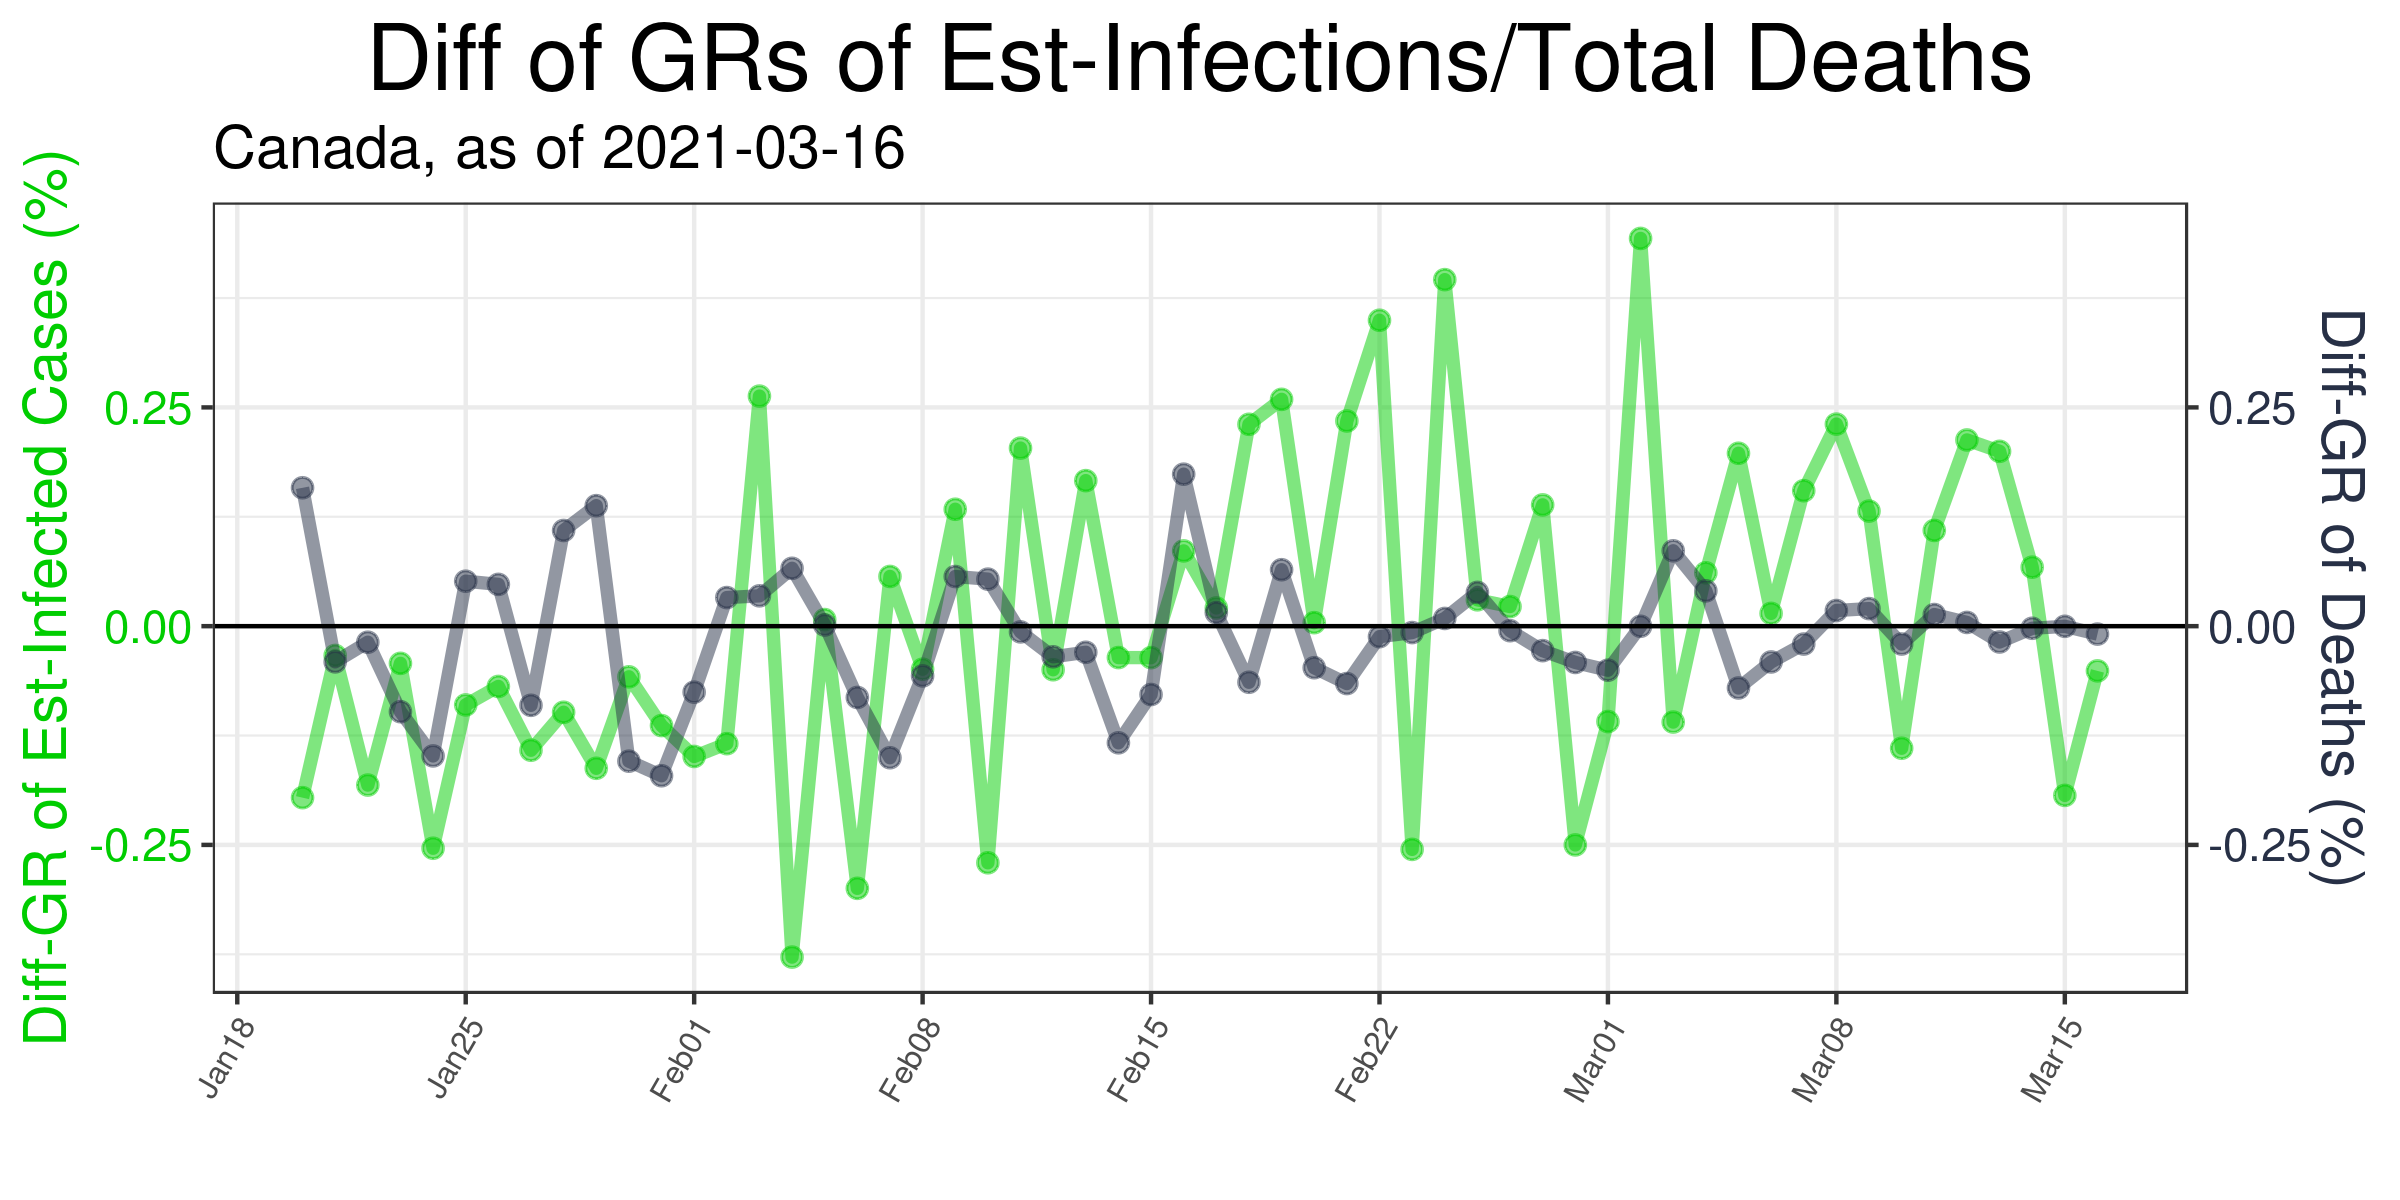 Diff of GRs of Est-Infections/Total Deaths
Canada, as of 2021-03-16
Diff-GR of Est-Infected Cases (%)
0.25
0.00
-0.25
0.25
0.00
-0.25
Diff-GR of Deaths (%)
Jan18
Jan25
Feb01
Feb08
Feb15
Feb22
Mar01
Mar08
Mar15